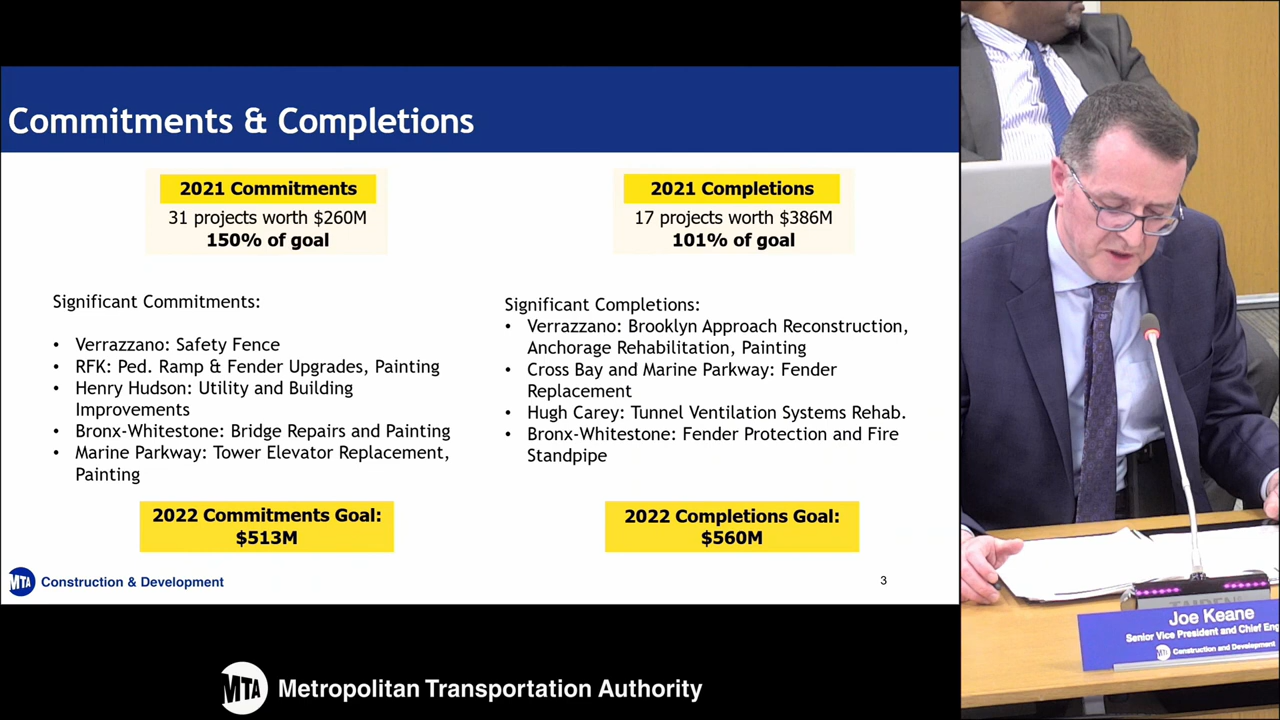 Commitments & Completions
2021 Commitments
31 projects worth $260M
150% of goal
Significant Commitments:
• Verrazzano: Safety Fence
• RFK: Ped. Ramp & Fender Upgrades, Painting
• Henry Hudson: Utility and Building
Improvements
• Bronx-Whitestone: Bridge Repairs and Painting
• Marine Parkway: Tower Elevator Replacement,
Painting
2022 Commitments Goal:
$513M
2021 Completions
17 projects worth $386M
101% of goal
Significant Completions:
• Verrazzano: Brooklyn Approach Reconstruction,
Anchorage Rehabilitation, Painting
• Cross Bay and Marine Parkway: Fender
Replacement
• Hugh Carey: Tunnel Ventilation Systems Rehab.
• Bronx-Whitestone: Fender Protection and Fire
Standpipe
2022 Completions Goal:
$560M
MTA Construction & Development
3
MTA Metropolitan Transportation Authority
Joe Keane
Senior Vice President and Chief Eng
MTA Construction and Development